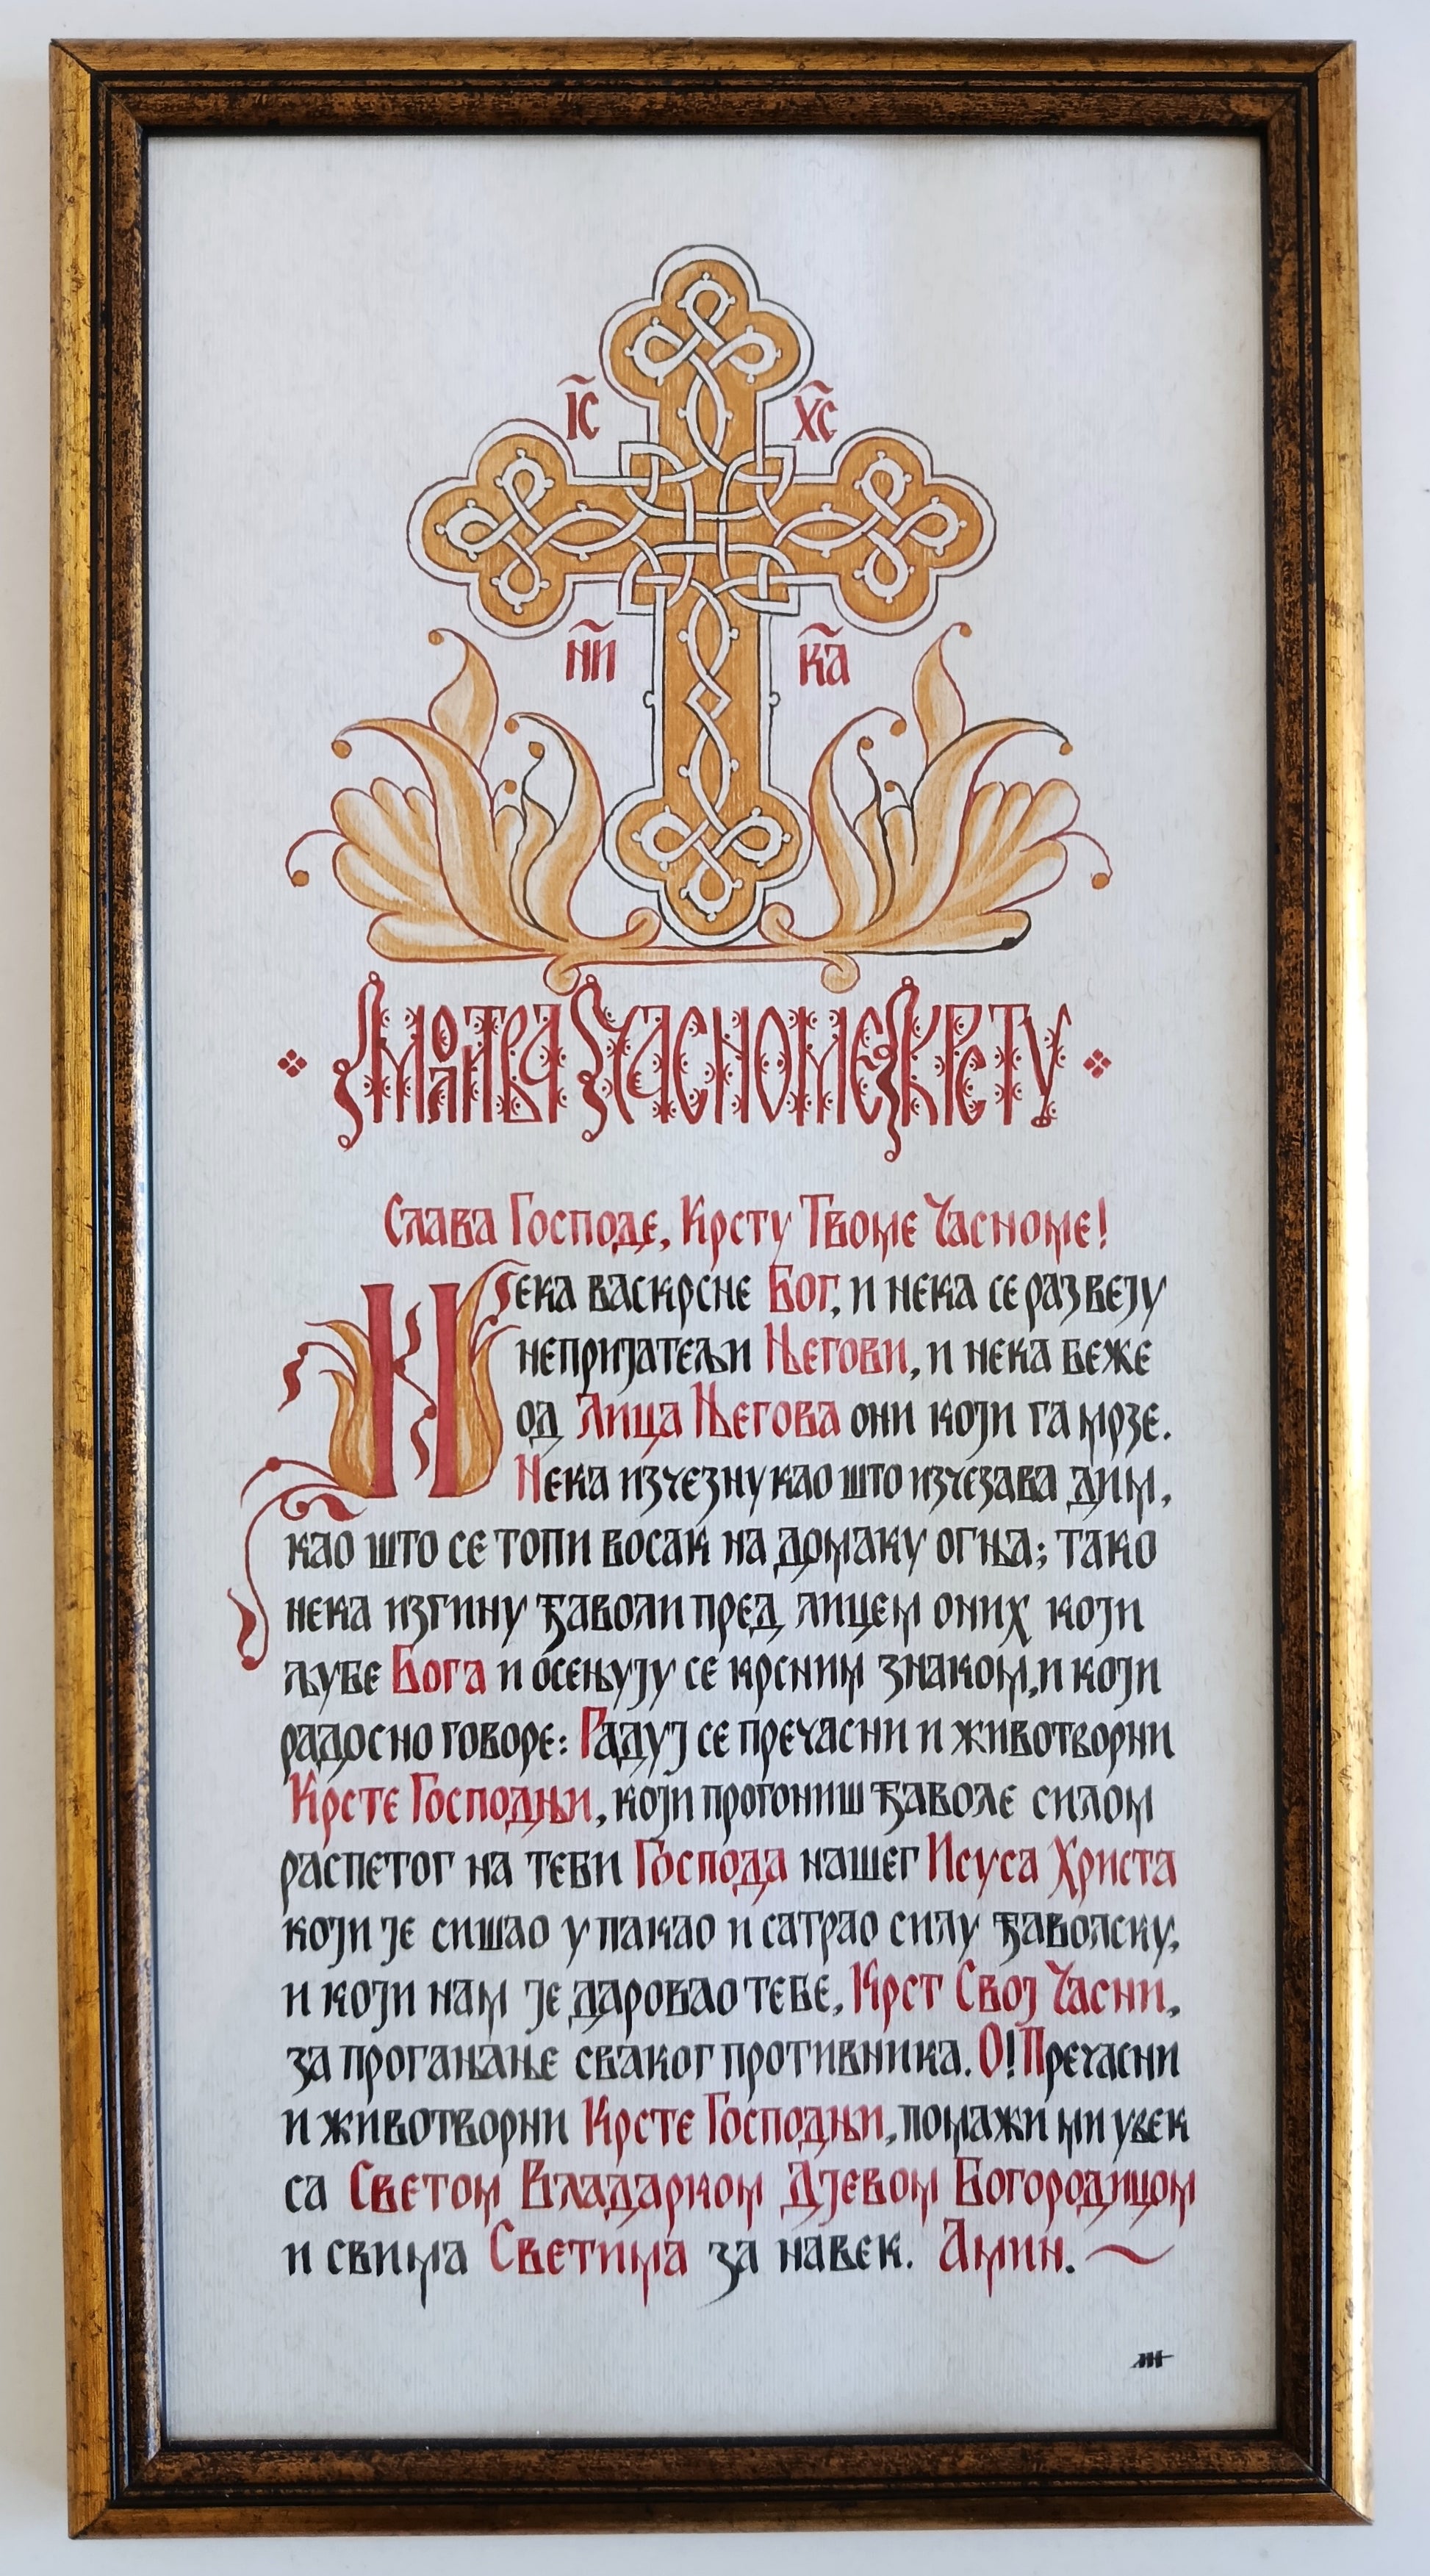 І҃С Х҃С
Н҃И К҃А
МОЛИТВА ЧАСНОМЕ КРСТУ
Слава Господе, Крсту Твоме Часноме!
Нека васкрсне Бог, и нека се развеју
непријатељи Његови, и нека беже
од Лица Његова они који га мрзе.
Нека изчезну као што изчезава дим,
као што се топи восак на домаку огња; тако
нека изгину ђаволи пред лицем оних који
љубе Бога и осењују се крсним знаком, и који
радосно говоре: Радуј се пречасни и животворни
Крсте Господњи, који прогониш ђаволе силом
распетог на теби Господа нашег Исуса Христа
који је сишао у пакао и сатрао силу ђаволску,
и који нам је даровао тебе, Крст Свој Часни,
за прогањање сваког противника. О! Пречасни
и животворни Крсте Господњи, помажи ми увек
са Светом Владарком Дјевом Богородицом
и свима Светима за навек. Амин.